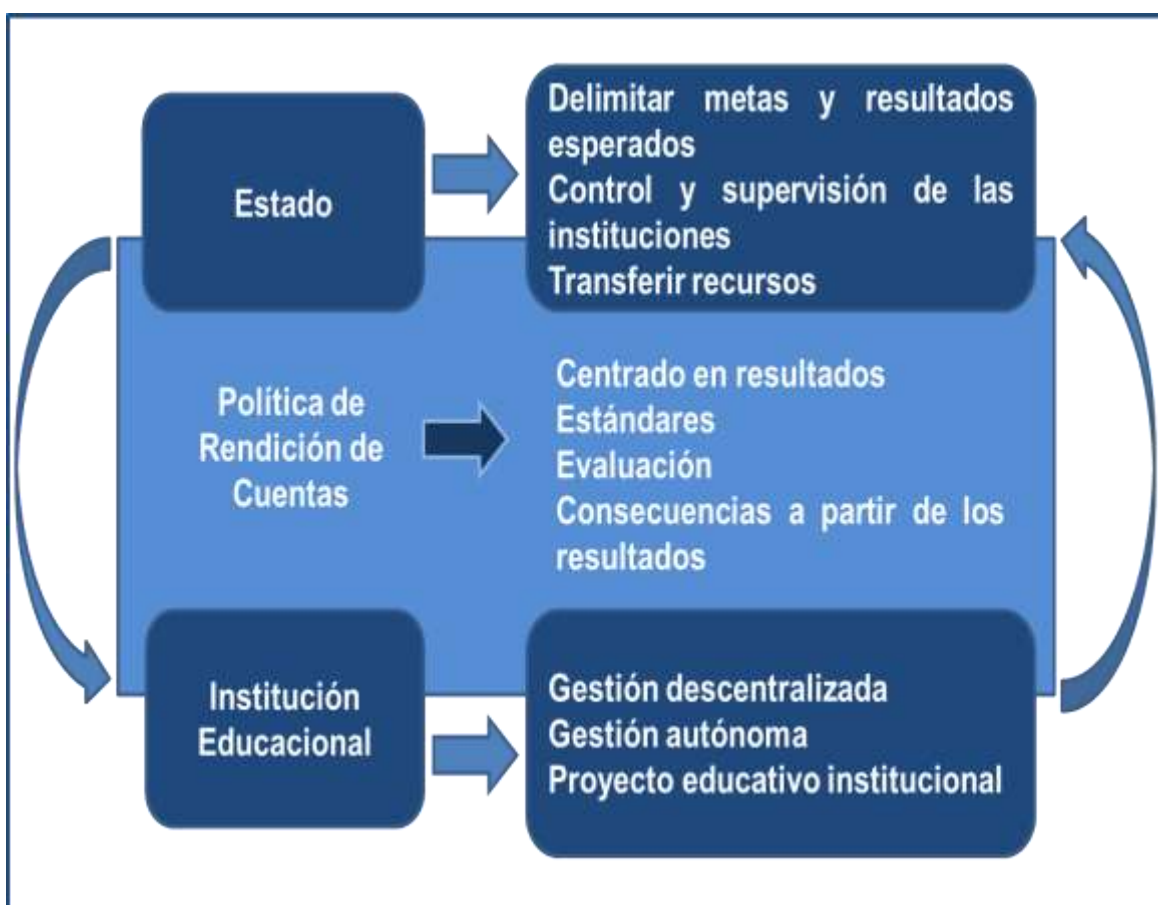 Estado
Delimitar metas y resultados
esperados
Control y supervisión de las
instituciones
Transferir recursos
Política de
Rendición de
Cuentas
Centrado en resultados
Estándares
Evaluación
Consecuencias a partir de los
resultados
Institución
Educacional
Gestión descentralizada
Gestión autónoma
Proyecto educativo institucional